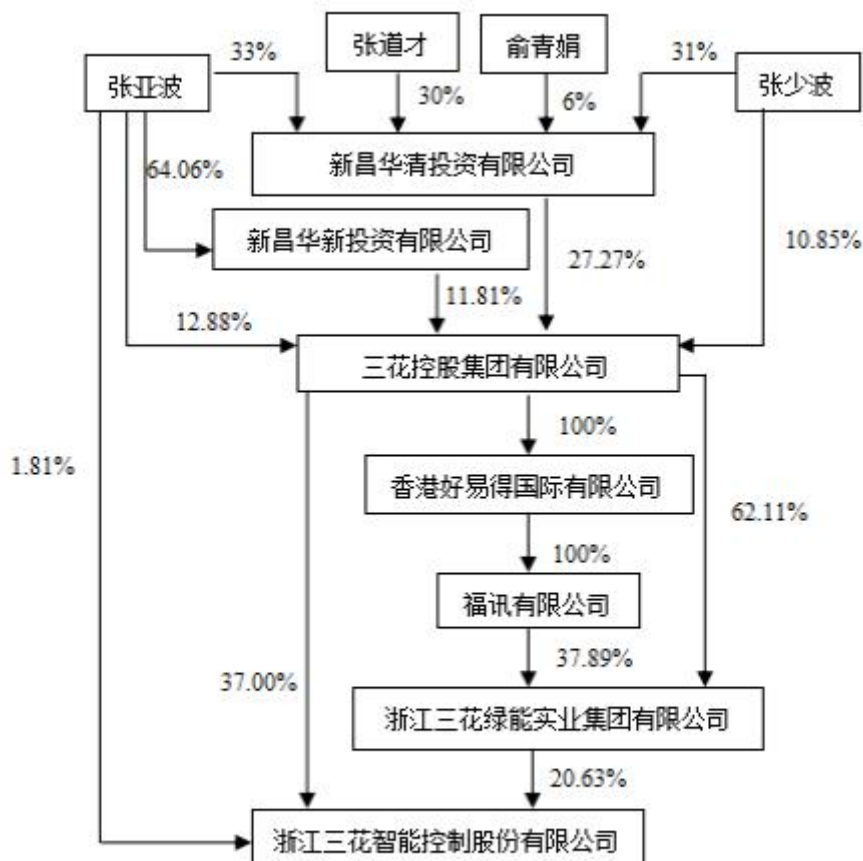 张道才
俞青娟
33%
31%
张亚波
张少波
30%
6%
新昌华清投资有限公司
64.06%
新昌华新投资有限公司
27.27%
10.85%
11.81%
12.88%
三花控股集团有限公司
100%
1.81%
香港好易得国际有限公司
62.11%
100%
福讯有限公司
37.89%
37.00%
浙江三花绿能实业集团有限公司
20.63%
浙江三花智能控制股份有限公司